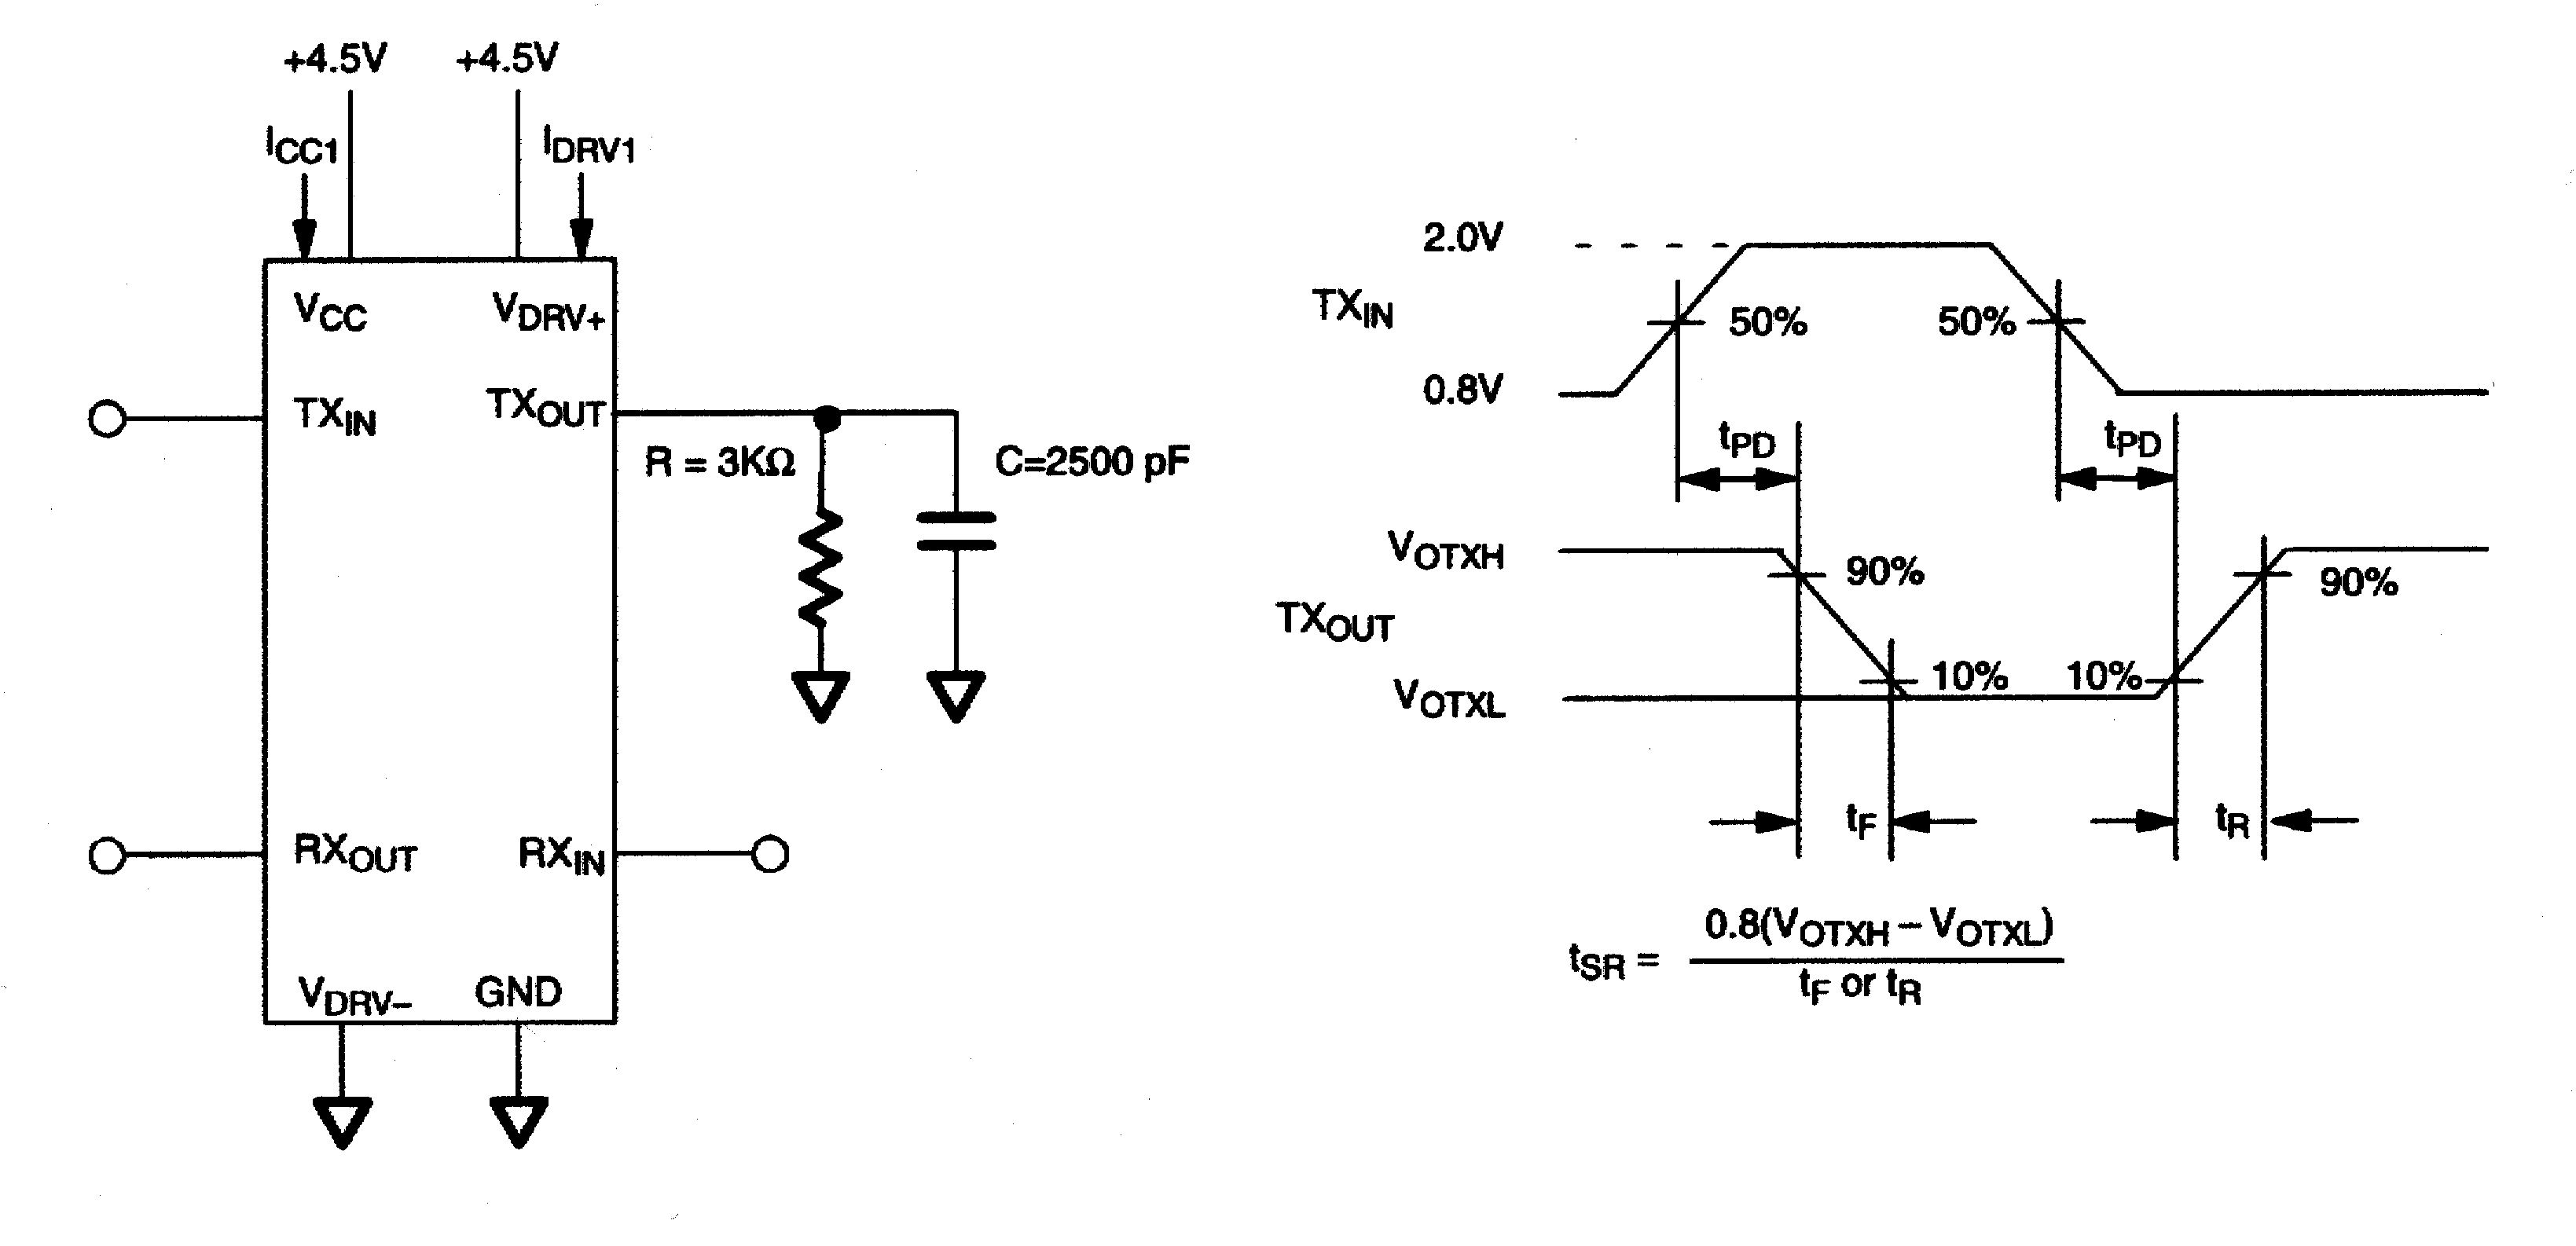 +4.5V +4.5V
ICC1 IDRV1
VCC VDRV+
TXIN TXOUT
R = 3KΩ C=2500 pF
RXOUT RXIN
VDRV– GND
2.0V
TXIN 50% 50%
0.8V
tPD tPD
VOTXH 90% 90%
TXOUT
VOTXL 10% 10%
tF tR
tSR = 0.8(VOTXH – VOTXL)
tF or tR